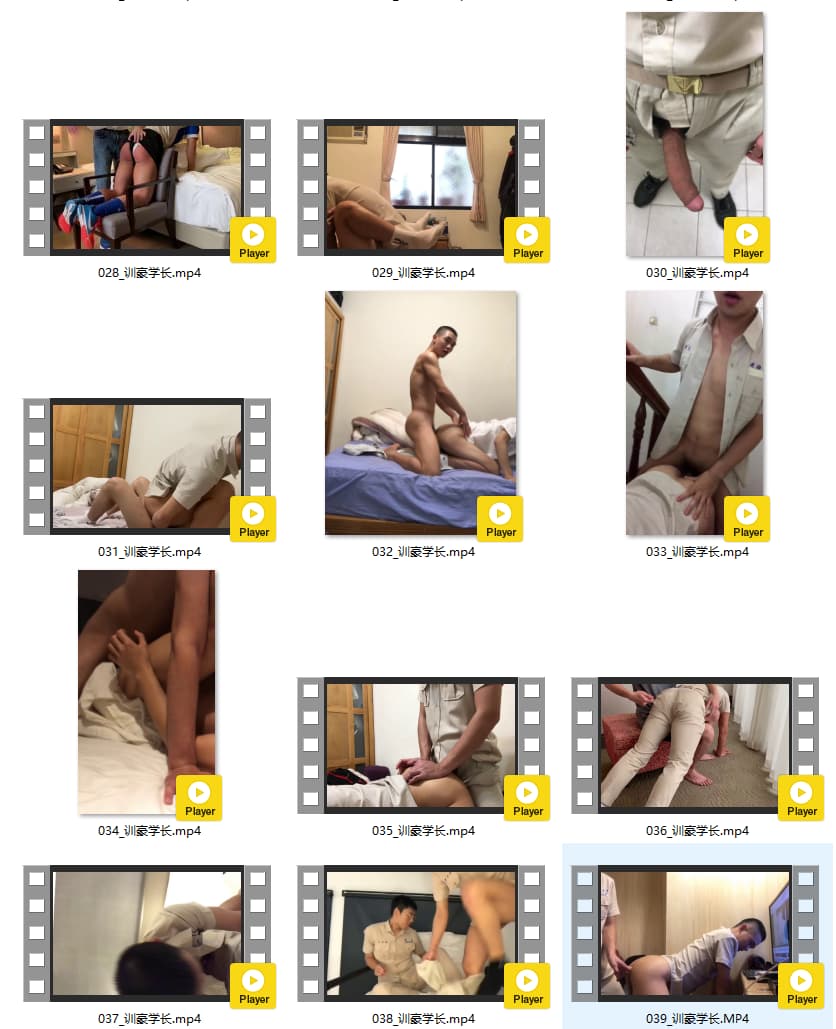 Player
Player
Player
028_训豪学长.mp4
029_训豪学长.mp4
030_训豪学长.mp4
Player
Player
Player
031_训豪学长.mp4
032_训豪学长.mp4
033_训豪学长.mp4
Player
Player
Player
034_训豪学长.mp4
035_训豪学长.mp4
036_训豪学长.mp4
Player
Player
Player
037_训豪学长.mp4
038_训豪学长.mp4
039_训豪学长.MP4